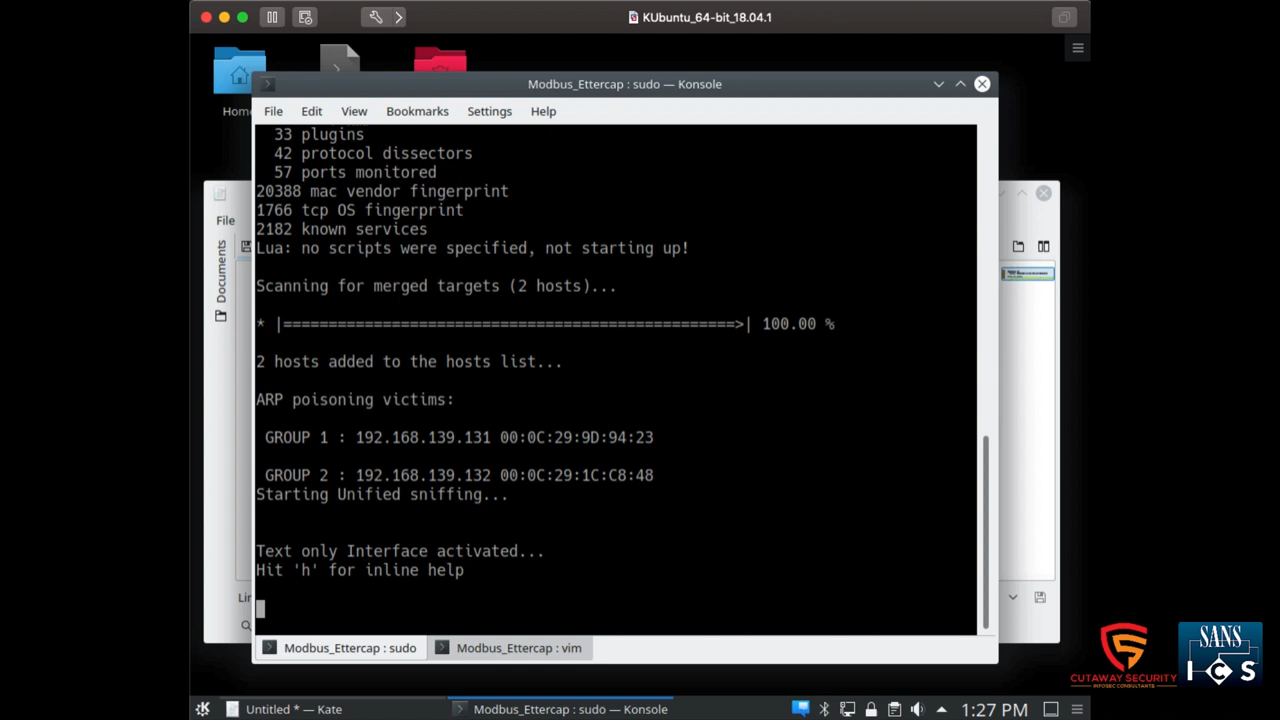 KUbuntu_64-bit_18.04.1
Home
Modbus_Ettercap : sudo — Konsole
File Edit View Bookmarks Settings Help
33 plugins
42 protocol dissectors
57 ports monitored
20388 mac vendor fingerprint
1766 tcp OS fingerprint
2182 known services
Lua: no scripts were specified, not starting up!
Scanning for merged targets (2 hosts)...
* |==================================================>| 100.00 %
2 hosts added to the hosts list...
ARP poisoning victims:
GROUP 1 : 192.168.139.131 00:0C:29:9D:94:23
GROUP 2 : 192.168.139.132 00:0C:29:1C:C8:48
Starting Unified sniffing...
Text only Interface activated...
Hit 'h' for inline help
Modbus_Ettercap : sudo
Modbus_Ettercap : vim
File
Documents
CUTAWAY SECURITY
INFOSEC CONSULTANTS
SANS
ICS
Untitled * — Kate
Modbus_Ettercap : sudo — Konsole
1:27 PM